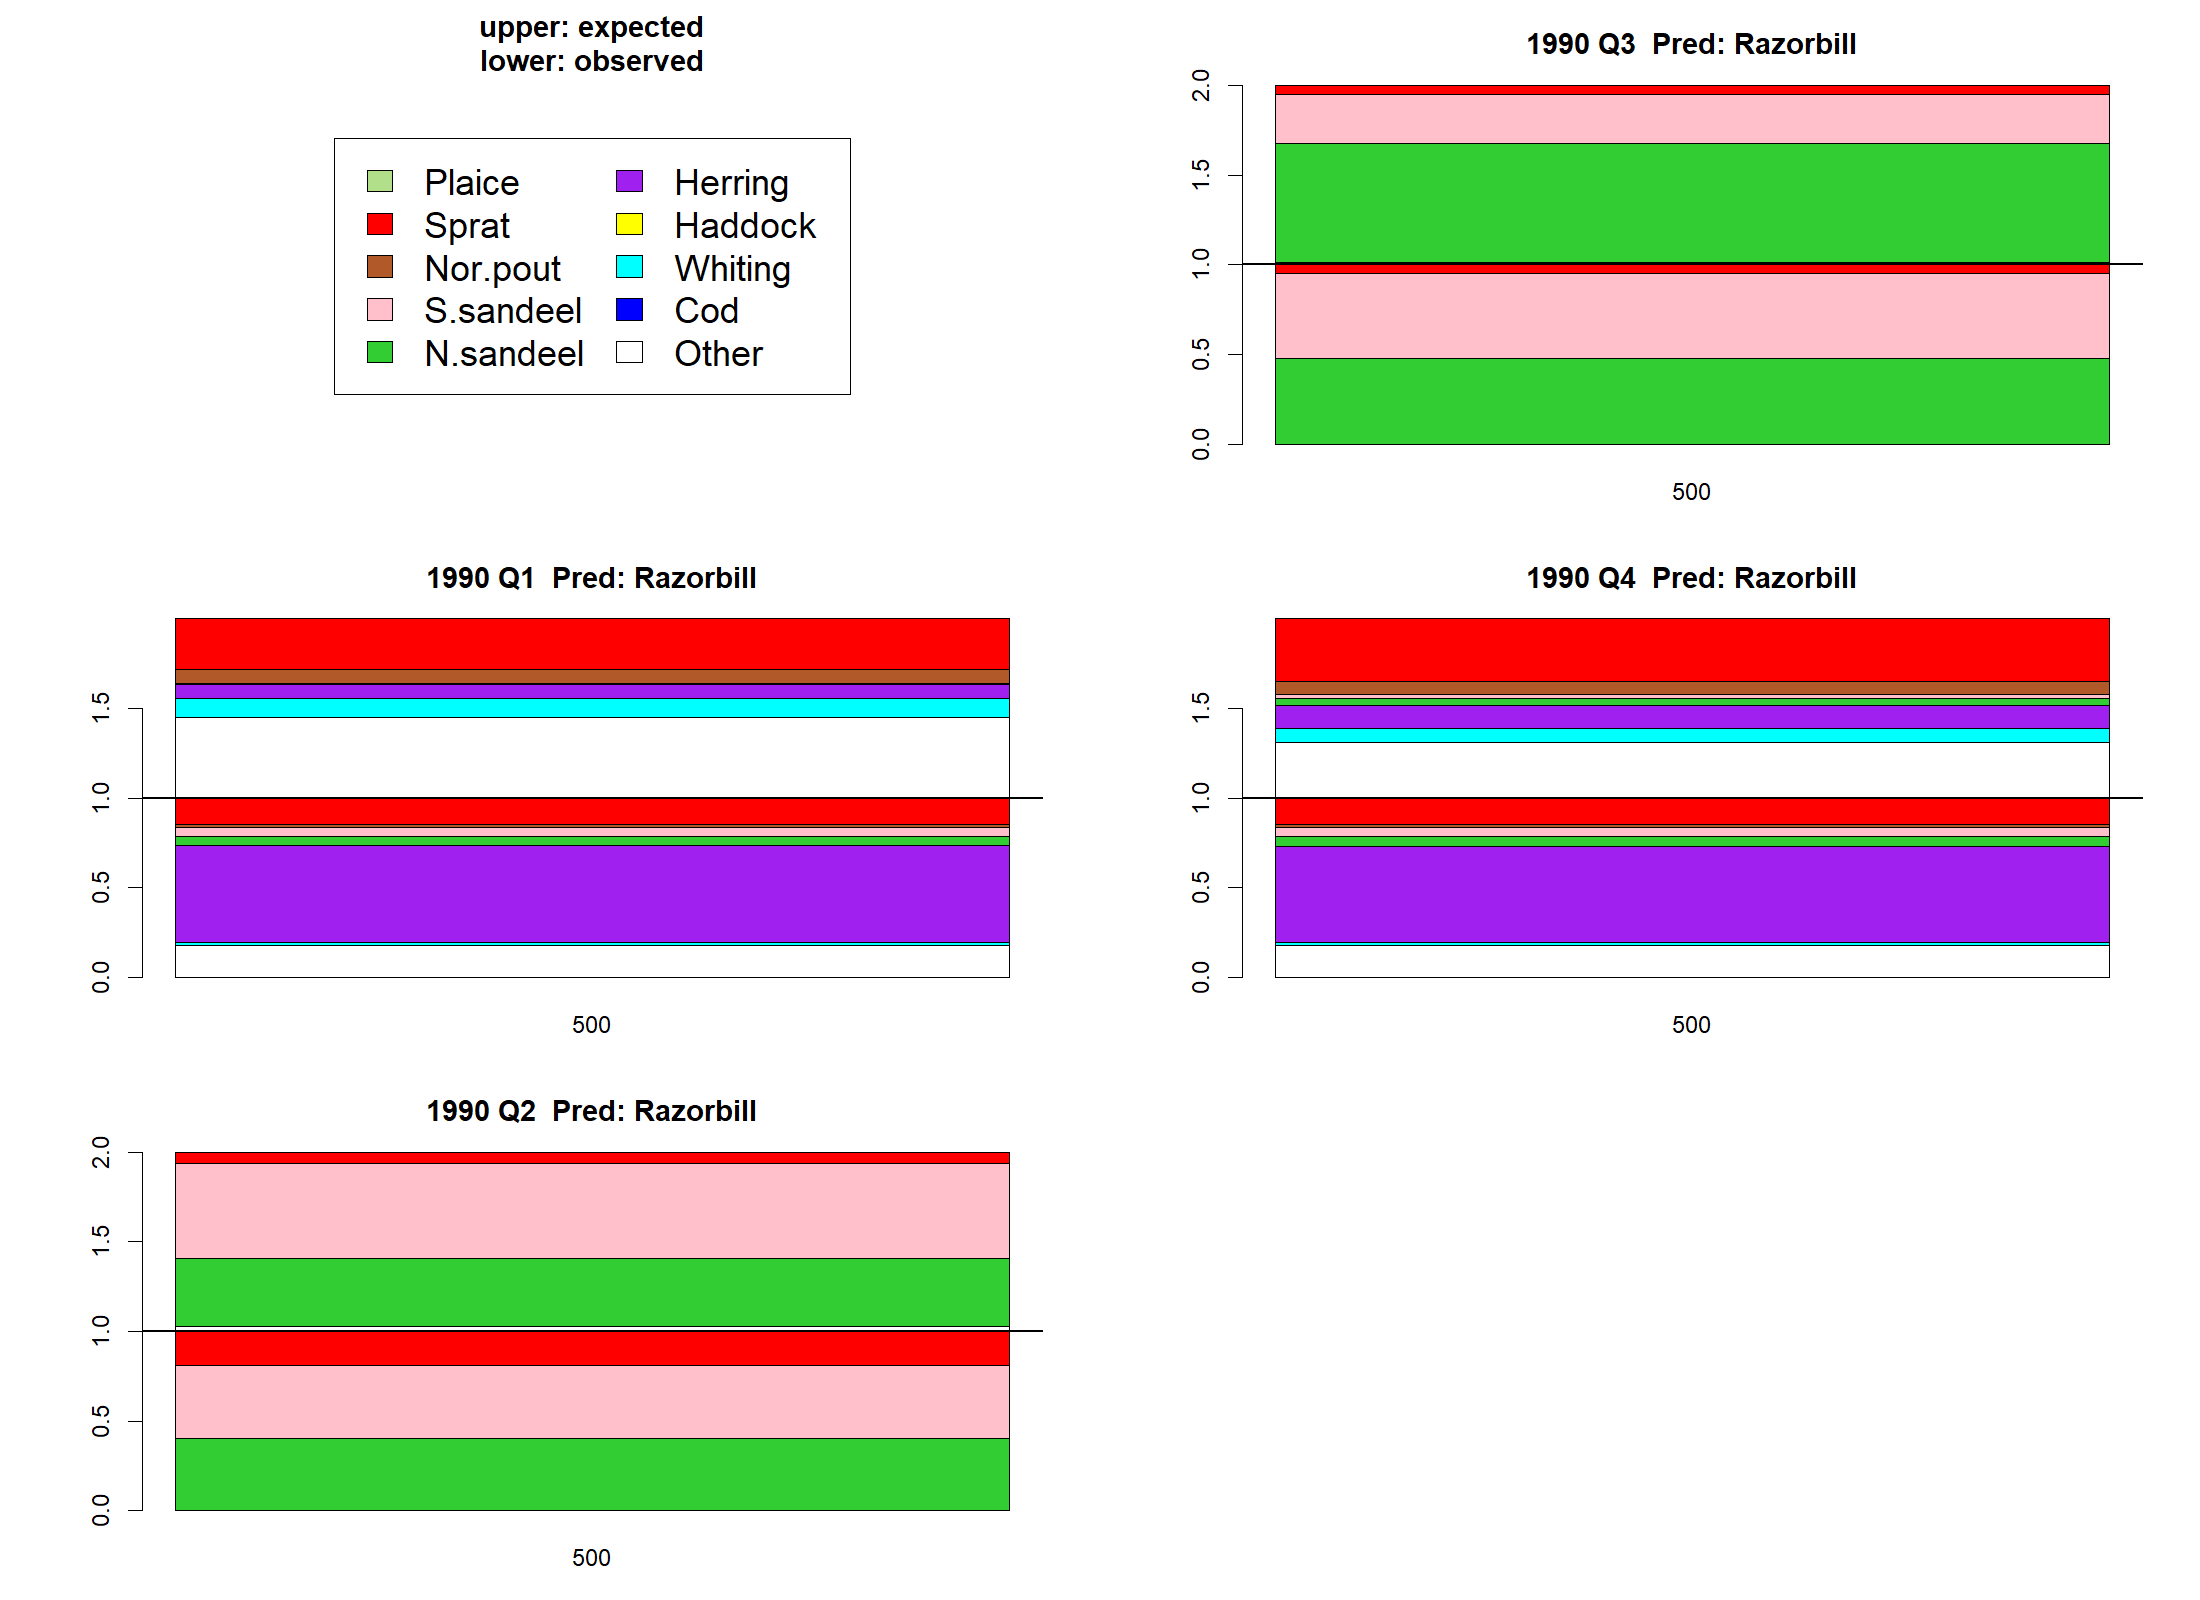 upper: expected
lower: observed
Plaice
Sprat
Nor.pout
S.sandeel
N.sandeel
Herring
Haddock
Whiting
Cod
Other
1990 Q3  Pred: Razorbill
2.0
1.5
1.0
0.5
0.0
500
1990 Q1  Pred: Razorbill
1.5
1.0
0.5
0.0
500
1990 Q4  Pred: Razorbill
1.5
1.0
0.5
0.0
500
1990 Q2  Pred: Razorbill
2.0
1.5
1.0
0.5
0.0
500